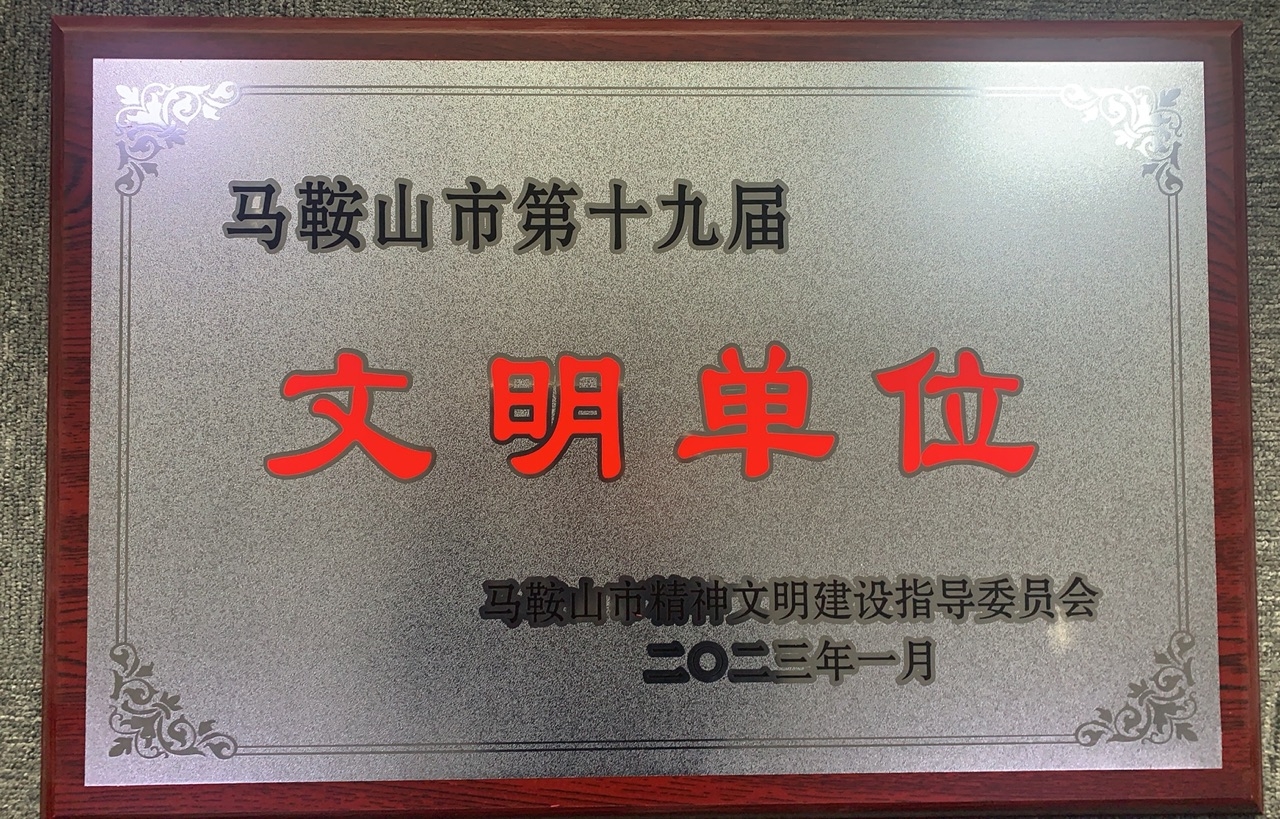 马鞍山市第十九届
文明单位
马鞍山市精神文明建设指导委员会
二〇二三年一月